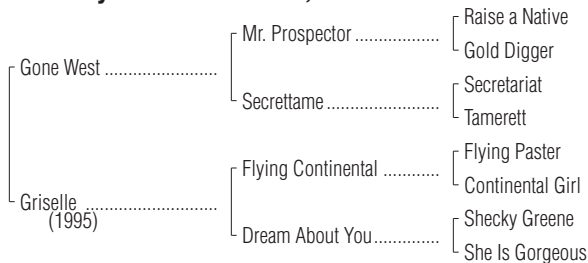 Raise a Native
Mr. Prospector ..................
Gold Digger
Gone West ........................
Secretariat
Secrettame ........................
Tamerett
Flying Paster
Flying Continental ............
Continental Girl
Griselle ............................
(1995)
Shecky Greene
Dream About You..............
She Is Gorgeous